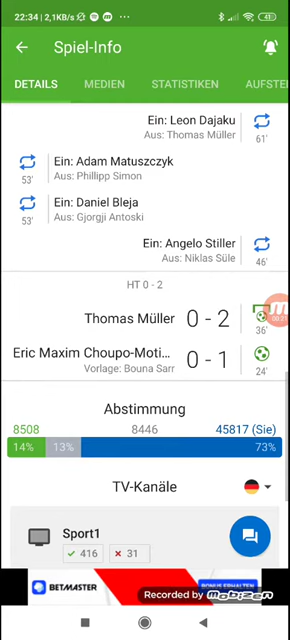 22:34 | 2,1KB/s
43
Spiel-Info
DETAILS MEDIEN STATISTIKEN AUFSTE
Ein: Leon Dajaku
Aus: Thomas Müller
61'
Ein: Adam Matuszczyk
Aus: Phillipp Simon
53'
Ein: Daniel Bleja
Aus: Gjorgji Antoski
53'
Ein: Angelo Stiller
Aus: Niklas Süle
46'
HT 0 - 2
Thomas Müller 0 - 2
36'
Eric Maxim Choupo-Moti... 0 - 1
Vorlage: Bouna Sarr
24'
Abstimmung
8508 8446 45817 (Sie)
14% 13% 73%
TV-Kanäle
Sport1
416 31
BETMASTER
BONUS ERHALTEN
Recorded by Mobizen